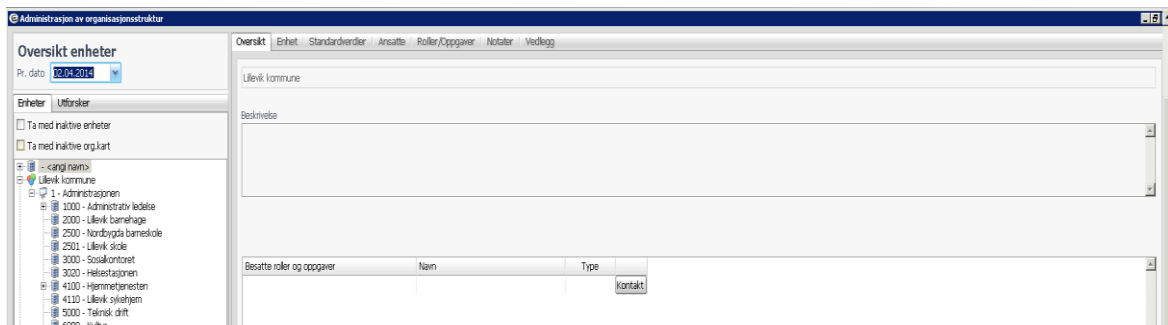 Administrasjon av organisasjonsstruktur
Oversikt enheter
Pr. dato 02.04.2014
Enheter Utforsker
Ta med inaktive enheter
Ta med inaktive org.kart
- <angi navn>
Lillevik kommune
1 - Administrasjonen
1000 - Administrativ ledelse
2000 - Lillevik barnehage
2500 - Nordbygda barneskole
2501 - Lillevik skole
3000 - Sosialkontoret
3020 - Helsestasjonen
4100 - Hjemmetjenesten
4110 - Lillevik sykehjem
5000 - Teknisk drift
6000 - Kultur
Oversikt Enhet Standardverdier Ansatte Roller/Oppgaver Notater Vedlegg
Lillevik kommune
Beskrivelse
Besatte roller og oppgaver Navn Type
Kontakt